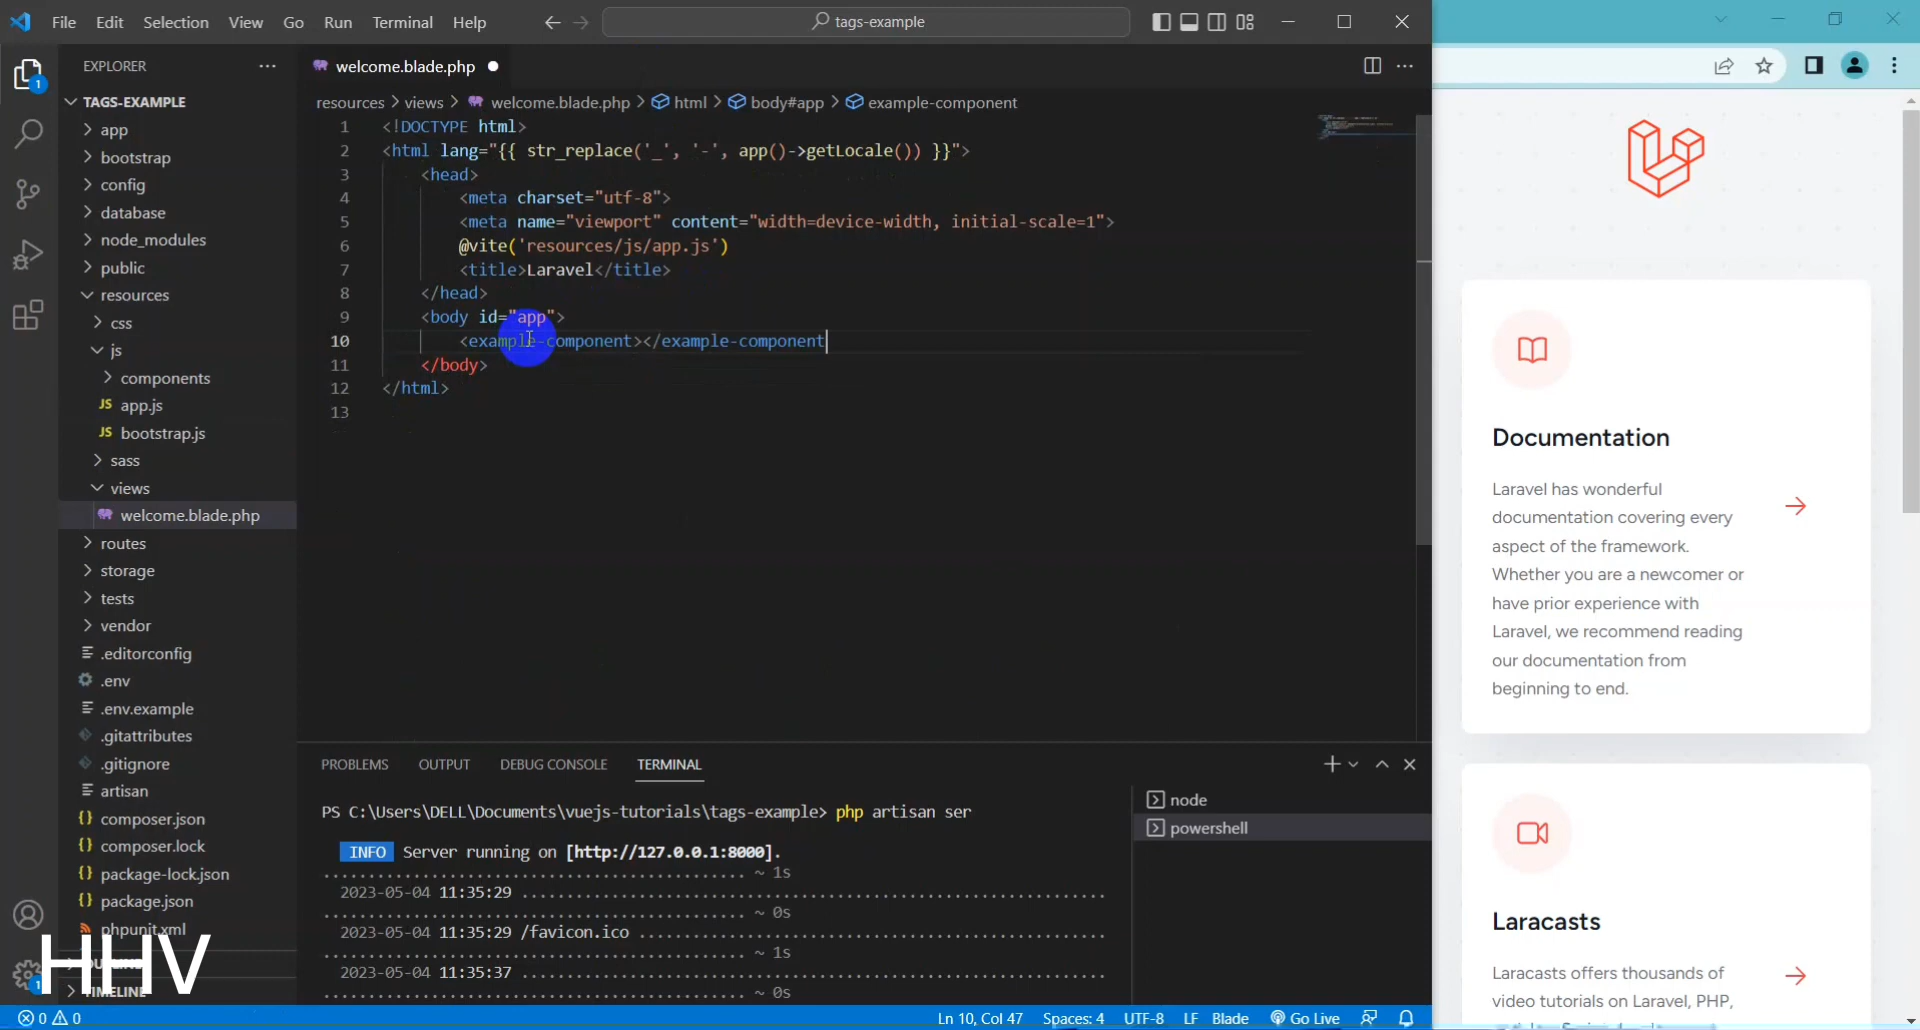 File Edit Selection View Go Run Terminal Help
tags-example
EXPLORER
TAGS-EXAMPLE
app
bootstrap
config
database
node_modules
public
resources
css
js
components
JS app.js
JS bootstrap.js
sass
views
welcome.blade.php
routes
storage
tests
vendor
.editorconfig
.env
.env.example
.gitattributes
.gitignore
artisan
{} composer.json
{} composer.lock
{} package-lock.json
{} package.json
phpunit.xml
OUTLINE
TIMELINE
HHV
1
1
welcome.blade.php
resources > views > welcome.blade.php > html > body#app > example-component
1 <!DOCTYPE html>
2 <html lang="{{ str_replace('_', '-', app()->getLocale()) }}">
3 <head>
4 <meta charset="utf-8">
5 <meta name="viewport" content="width=device-width, initial-scale=1">
6 @vite('resources/js/app.js')
7 <title>Laravel</title>
8 </head>
9 <body id="app">
10 <example-component></example-component
11 </body>
12 </html>
13
PROBLEMS OUTPUT DEBUG CONSOLE TERMINAL
PS C:\Users\DELL\Documents\vuejs-tutorials\tags-example> php artisan ser
INFO Server running on [http://127.0.0.1:8000].
........................................... ~ 1s
2023-05-04 11:35:29 ............................................................
........................................... ~ 0s
2023-05-04 11:35:29 /favicon.ico ................................................
........................................... ~ 1s
2023-05-04 11:35:37 ............................................................
........................................... ~ 0s
node
powershell
0 0
Ln 10, Col 47 Spaces: 4 UTF-8 LF Blade Go Live
Documentation
Laravel has wonderful
documentation covering every
aspect of the framework.
Whether you are a newcomer or
have prior experience with
Laravel, we recommend reading
our documentation from
beginning to end.
Laracasts
Laracasts offers thousands of
video tutorials on Laravel, PHP,